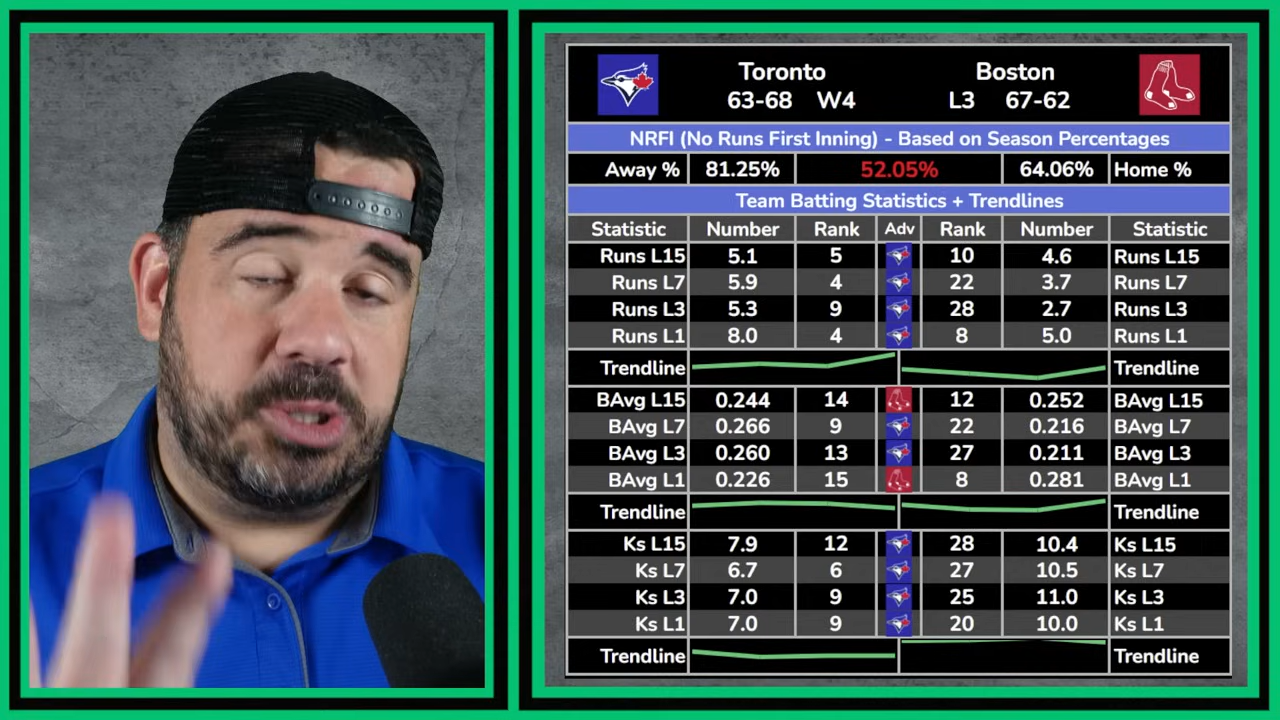 Toronto Boston
63-68 W4 L3 67-62
NRFI (No Runs First Inning) - Based on Season Percentages
Away % 81.25% 52.05% 64.06% Home %
Team Batting Statistics + Trendlines
Statistic Number Rank Adv Rank Number Statistic
Runs L15 5.1 5 10 4.6 Runs L15
Runs L7 5.9 4 22 3.7 Runs L7
Runs L3 5.3 9 28 2.7 Runs L3
Runs L1 8.0 4 8 5.0 Runs L1
Trendline Trendline
BAvg L15 0.244 14 12 0.252 BAvg L15
BAvg L7 0.266 9 22 0.216 BAvg L7
BAvg L3 0.260 13 27 0.211 BAvg L3
BAvg L1 0.226 15 8 0.281 BAvg L1
Trendline Trendline
Ks L15 7.9 12 28 10.4 Ks L15
Ks L7 6.7 6 27 10.5 Ks L7
Ks L3 7.0 9 25 11.0 Ks L3
Ks L1 7.0 9 20 10.0 Ks L1
Trendline Trendline